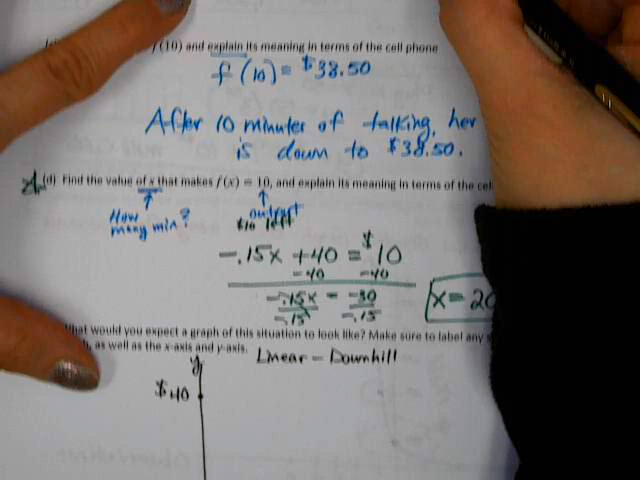 f(10) and explain its meaning in terms of the cell phone
f(10) = $38.50
After 10 minutes of talking, her
is down to $38.50.
(d) Find the value of x that makes f(x) = 10, and explain its meaning in terms of the cel
How many min?
output
$10 left
-.15x + 40 = $10
-40 -40
-.15x = -30
-.15 -.15
x = 20
hat would you expect a graph of this situation to look like? Make sure to label any s
, as well as the x-axis and y-axis.
Linear - Downhill
y
$40